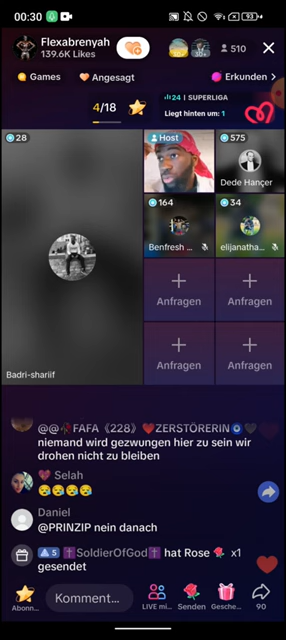 00:30
93
Flexabrenyah
139.6K Likes
510
Games
Angesagt
Erkunden >
4/18
24 | SUPERLIGA
Liegt hinten um: 1
28
Host
575
Dede Hançer
164
34
Benfresh ...
elijanatha...
+
Anfragen
+
Anfragen
+
Anfragen
+
Anfragen
Badri-shariif
@@🥀FAFA《228》❤️ZERSTÖRERIN🧿🖤
niemand wird gezwungen hier zu sein wir
drohen nicht zu bleiben
Selah
😪😪😪😪
Daniel
@PRINZIP nein danach
5 ✝️SoldierOfGod✝️ hat Rose 🌹 x1
gesendet
Abonn...
Komment...
LIVE mi...
Senden
Gesche...
90